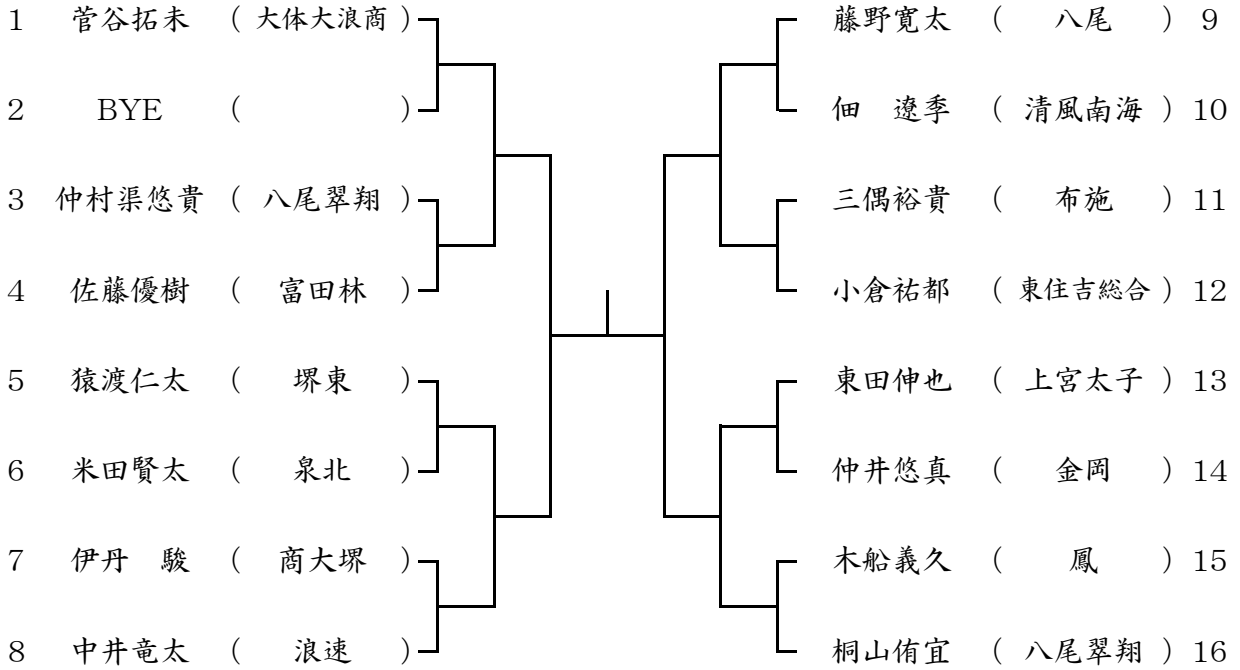 1 菅谷拓未 ( 大体大浪商 ) 藤野寛太 ( 八尾 ) 9
2 BYE ( ) 佃 遼季 ( 清風南海 ) 10
3 仲村渠悠貴 ( 八尾翠翔 ) 三偶裕貴 ( 布施 ) 11
4 佐藤優樹 ( 富田林 ) 小倉祐都 ( 東住吉総合 ) 12
5 猿渡仁太 ( 堺東 ) 東田伸也 ( 上宮太子 ) 13
6 米田賢太 ( 泉北 ) 仲井悠真 ( 金岡 ) 14
7 伊丹 駿 ( 商大堺 ) 木船義久 ( 鳳 ) 15
8 中井竜太 ( 浪速 ) 桐山侑宜 ( 八尾翠翔 ) 16